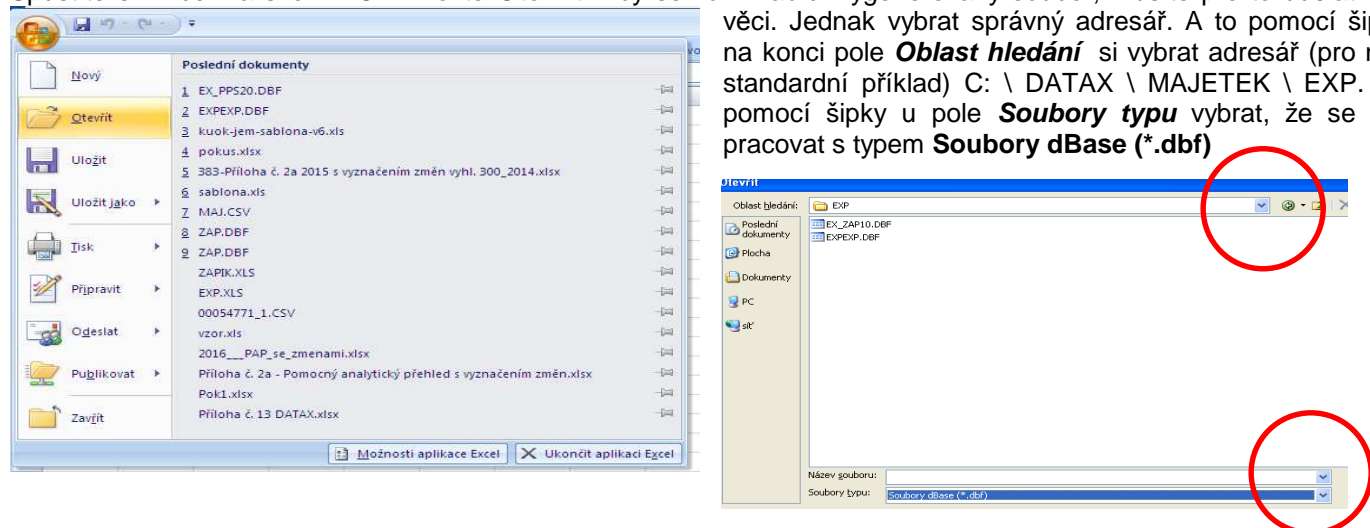 věci. Jednak vybrat správný adresář. A to pomocí
na konci pole Oblast hledání si vybrat adresář (pro
standardní příklad) C: \ DATAX \ MAJETEK \ EXP.
pomocí šipky u pole Soubory typu vybrat, že se
pracovat s typem Soubory dBase (*.dbf)
Nový
Otevřít
Uložit
Uložit jako
Tisk
Připravit
Odeslat
Publikovat
Zavřít
Poslední dokumenty
1 EX_PPS20.DBF
2 EXPEXP.DBF
3 kuok-jem-sablona-v6.xls
4 pokus.xlsx
5 383-Příloha č. 2a 2015 s vyznačením změn vyhl. 300_2014.xlsx
6 sablona.xls
7 MAJ.CSV
8 ZAP.DBF
9 ZAP.DBF
ZAPIK.XLS
EXP.XLS
00054771_1.CSV
vzor.xls
2016___PAP_se_zmenami.xlsx
Příloha č. 2a - Pomocný analytický přehled s vyznačením změn.xlsx
Pok1.xlsx
Příloha č. 13 DATAX.xlsx
Možnosti aplikace Excel
Ukončit aplikaci Excel
Otevřít
Oblast hledání: EXP
Poslední
dokumenty
Plocha
Dokumenty
PC
síť
EX_ZAP10.DBF
EXPEXP.DBF
Název souboru:
Soubory typu: Soubory dBase (*.dbf)